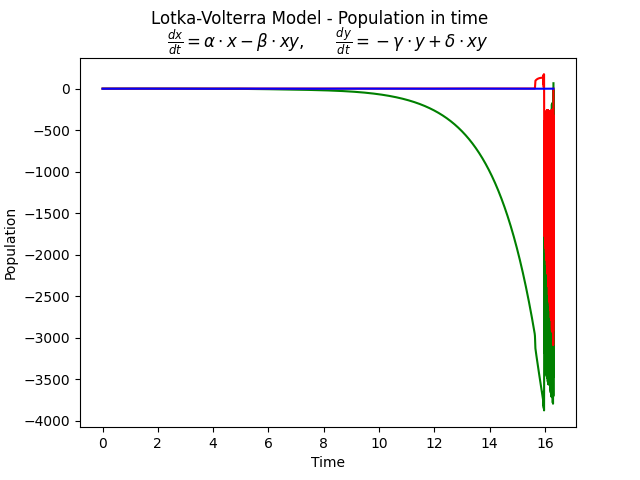 Lotka-Volterra Model - Population in time
dx/dt = α · x − β · xy,    dy/dt = −γ · y + δ · xy
0
−500
−1000
−1500
−2000
−2500
−3000
−3500
−4000
Population
0 2 4 6 8 10 12 14 16
Time